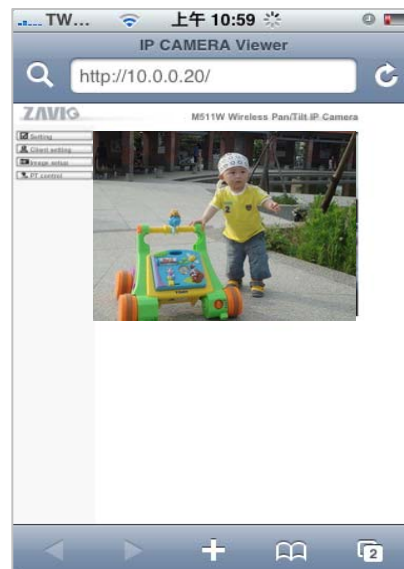 TW... 上午 10:59
IP CAMERA Viewer
http://10.0.0.20/
ZAVIO
M511W Wireless Pan/Tilt IP Camera
Setting
Client setting
Image setup
PT control
2